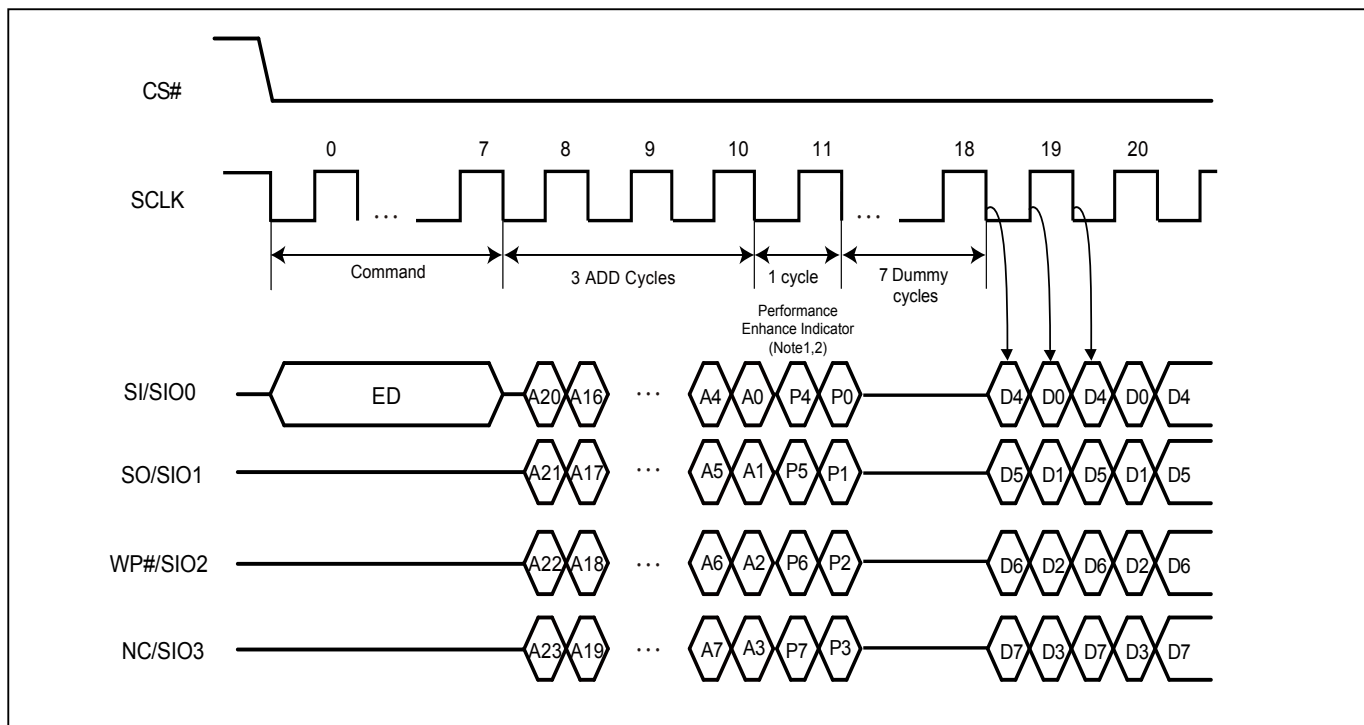 CS#
0 7 8 9 10 11 18 19 20
SCLK
... ...
Command
3 ADD Cycles
1 cycle
7 Dummy
cycles
Performance
Enhance Indicator
(Note1,2)
SI/SIO0 ED A20 A16 ... A4 A0 P4 P0 D4 D0 D4 D0 D4
SO/SIO1 A21 A17 ... A5 A1 P5 P1 D5 D1 D5 D1 D5
WP#/SIO2 A22 A18 ... A6 A2 P6 P2 D6 D2 D6 D2 D6
NC/SIO3 A23 A19 ... A7 A3 P7 P3 D7 D3 D7 D3 D7